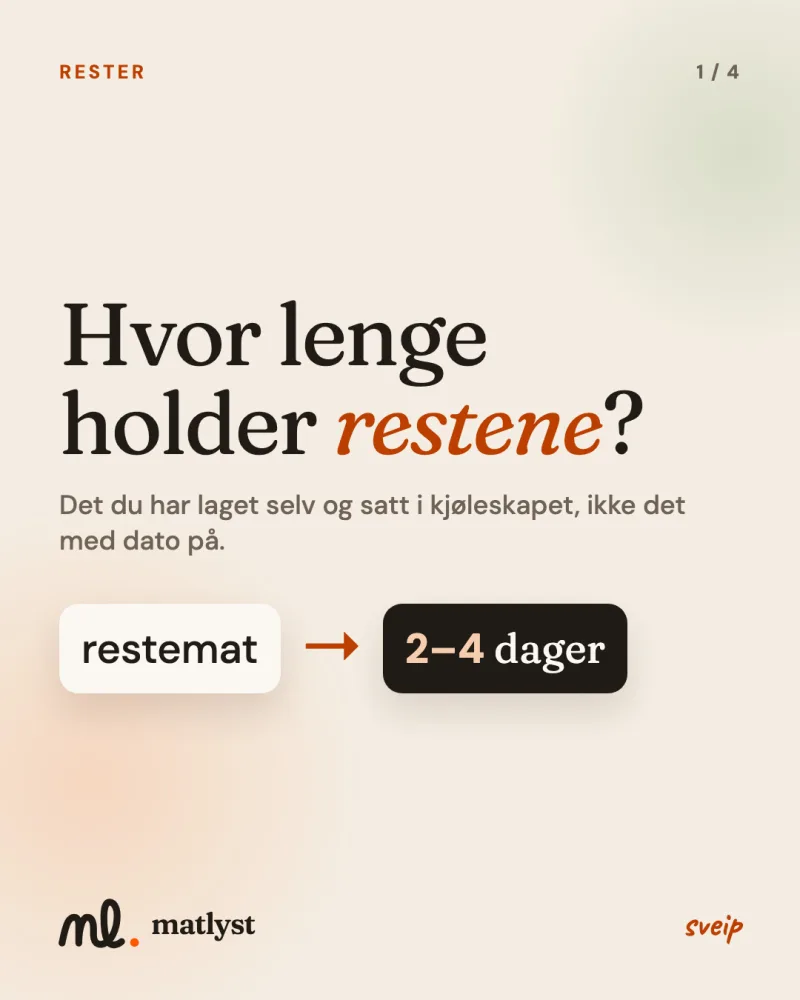 RESTER
1 / 4
Hvor lenge
holder restene?
Det du har laget selv og satt i kjøleskapet, ikke det
med dato på.
restemat → 2–4 dager
ml. matlyst
sveip